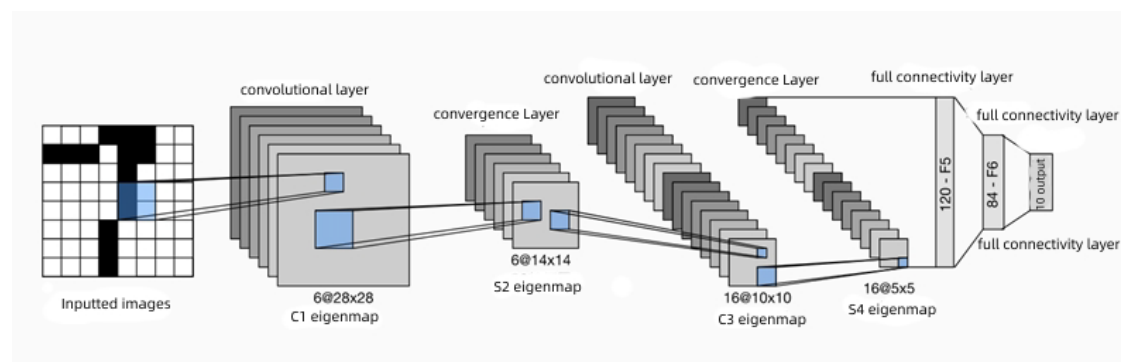 convolutional layer
convergence Layer
convolutional layer
convergence Layer
full connectivity layer
full connectivity layer
120 - F5
84 - F6
10 output
full connectivity layer
Inputted images
6@28x28
C1 eigenmap
6@14x14
S2 eigenmap
16@10x10
C3 eigenmap
16@5x5
S4 eigenmap